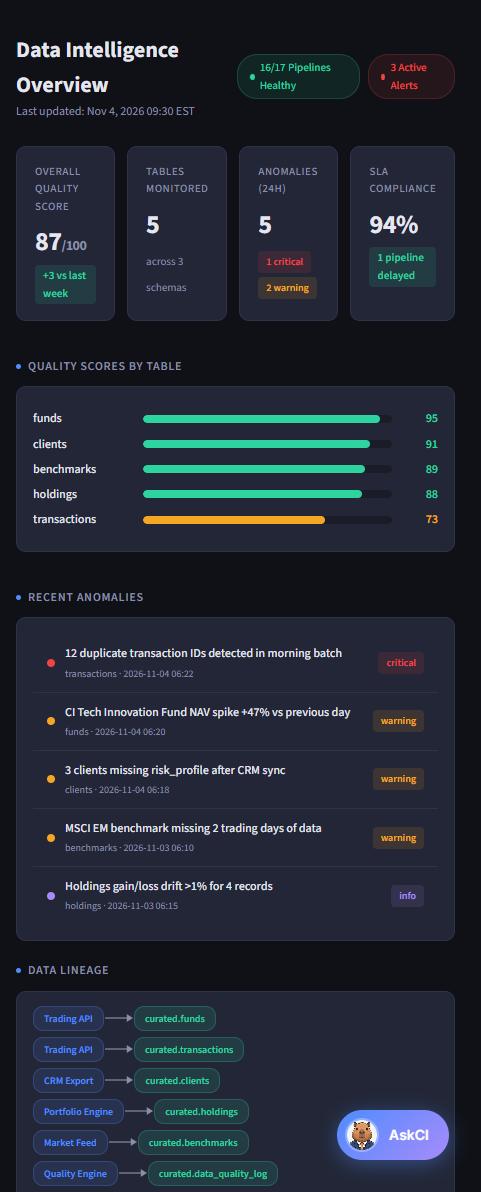 Data Intelligence
Overview
16/17 Pipelines
Healthy
3 Active
Alerts
Last updated: Nov 4, 2026 09:30 EST
OVERALL
QUALITY
SCORE
87/100
+3 vs last
week
TABLES
MONITORED
5
across 3
schemas
ANOMALIES
(24H)
5
1 critical
2 warning
SLA
COMPLIANCE
94%
1 pipeline
delayed
QUALITY SCORES BY TABLE
funds 95
clients 91
benchmarks 89
holdings 88
transactions 73
RECENT ANOMALIES
12 duplicate transaction IDs detected in morning batch
critical
transactions · 2026-11-04 06:22
CI Tech Innovation Fund NAV spike +47% vs previous day
warning
funds · 2026-11-04 06:20
3 clients missing risk_profile after CRM sync
warning
clients · 2026-11-04 06:18
MSCI EM benchmark missing 2 trading days of data
warning
benchmarks · 2026-11-03 06:10
Holdings gain/loss drift >1% for 4 records
info
holdings · 2026-11-03 06:15
DATA LINEAGE
Trading API curated.funds
Trading API curated.transactions
CRM Export curated.clients
Portfolio Engine curated.holdings
Market Feed curated.benchmarks
Quality Engine curated.data_quality_log
AskCI